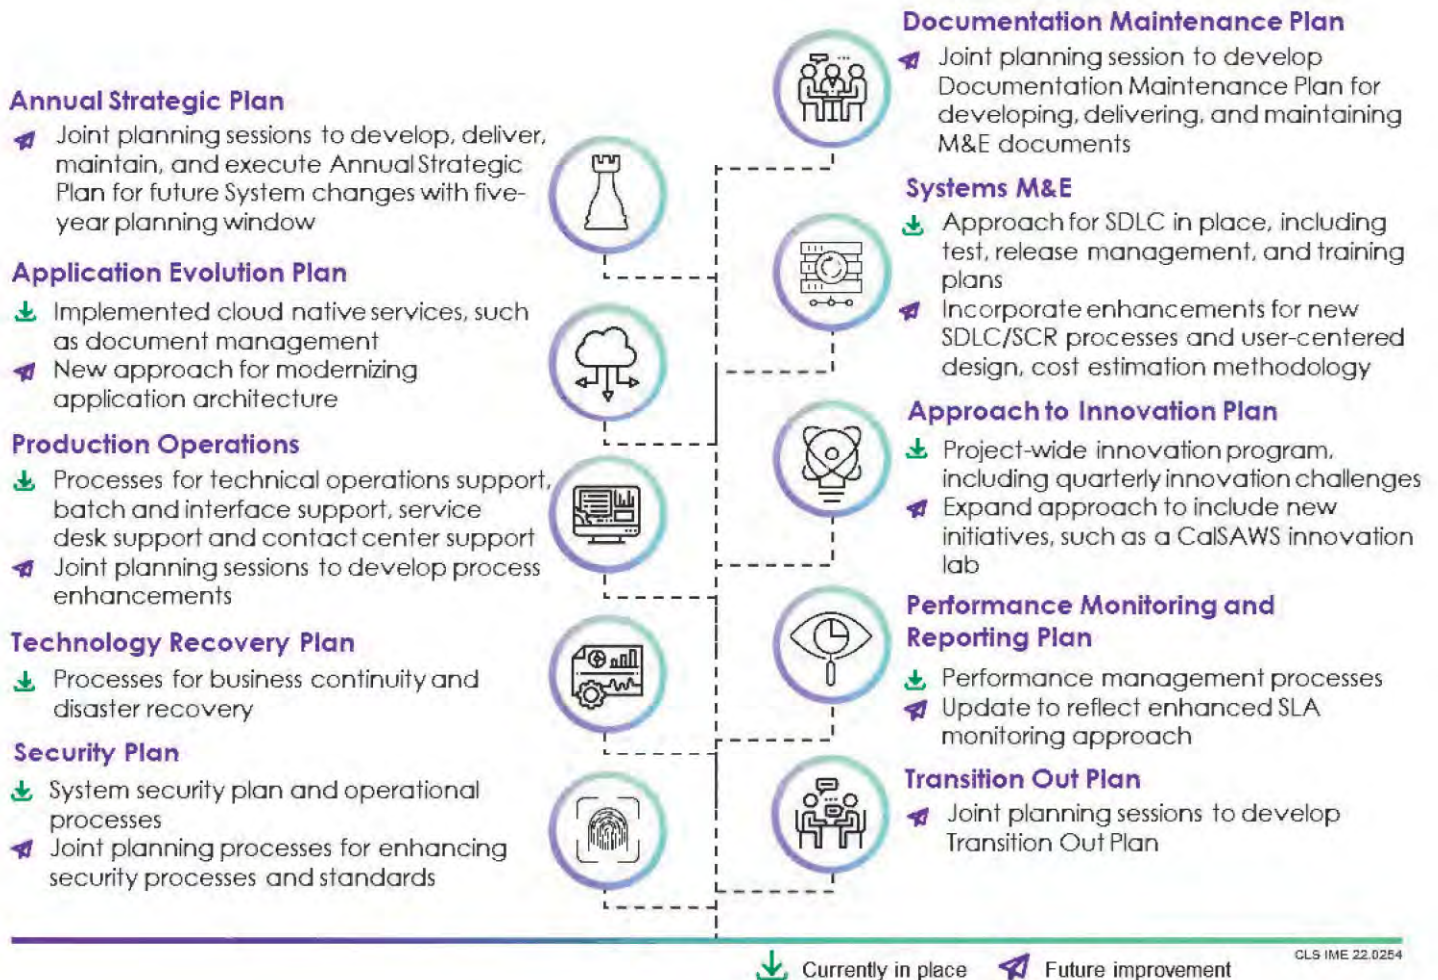 Annual Strategic Plan
Joint planning sessions to develop, deliver,
maintain, and execute Annual Strategic
Plan for future System changes with five-
year planning window
Application Evolution Plan
Implemented cloud native services, such
as document management
New approach for modernizing
application architecture
Production Operations
Processes for technical operations support,
batch and interface support, service
desk support and contact center support
Joint planning sessions to develop process
enhancements
Technology Recovery Plan
Processes for business continuity and
disaster recovery
Security Plan
System security plan and operational
processes
Joint planning processes for enhancing
security processes and standards
Documentation Maintenance Plan
Joint planning session to develop
Documentation Maintenance Plan for
developing, delivering, and maintaining
M&E documents
Systems M&E
Approach for SDLC in place, including
test, release management, and training
plans
Incorporate enhancements for new
SDLC/SCR processes and user-centered
design, cost estimation methodology
Approach to Innovation Plan
Project-wide innovation program,
including quarterly innovation challenges
Expand approach to include new
initiatives, such as a CalSAWS innovation
lab
Performance Monitoring and
Reporting Plan
Performance management processes
Update to reflect enhanced SLA
monitoring approach
Transition Out Plan
Joint planning sessions to develop
Transition Out Plan
CLS IME 22.0254
Currently in place Future improvement